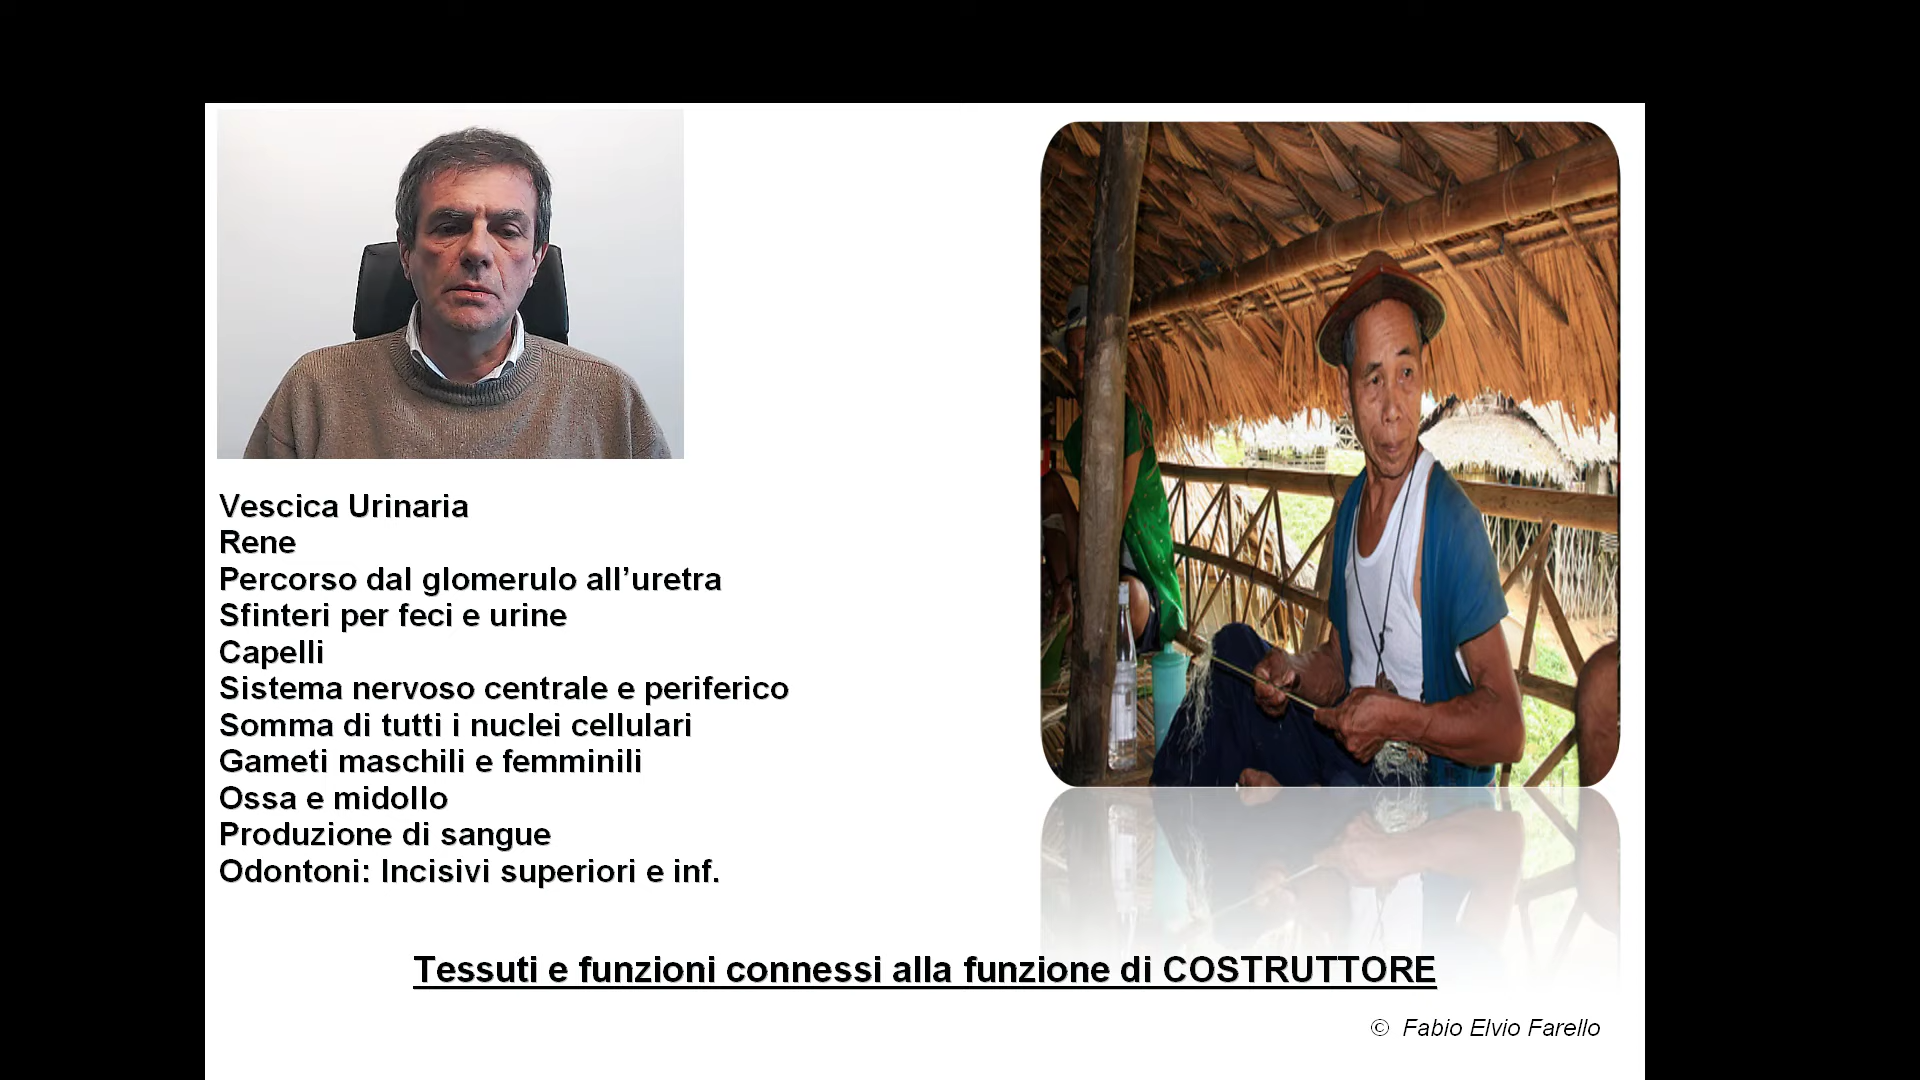 Vescica Urinaria
Rene
Percorso dal glomerulo all’uretra
Sfinteri per feci e urine
Capelli
Sistema nervoso centrale e periferico
Somma di tutti i nuclei cellulari
Gameti maschili e femminili
Ossa e midollo
Produzione di sangue
Odontoni: Incisivi superiori e inf.
Tessuti e funzioni connessi alla funzione di COSTRUTTORE
© Fabio Elvio Farello